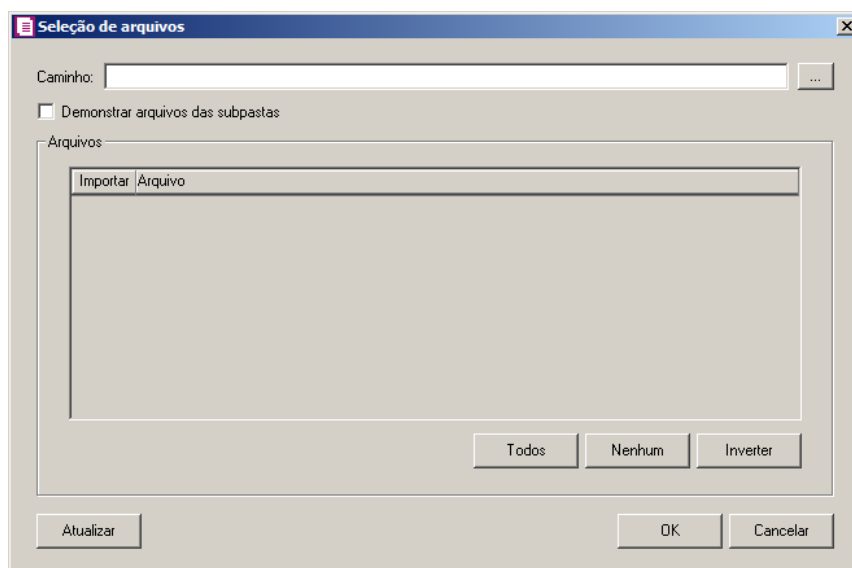 Seleção de arquivos
Caminho:
...
Demonstrar arquivos das subpastas
Arquivos
Importar Arquivo
Todos Nenhum Inverter
Atualizar OK Cancelar